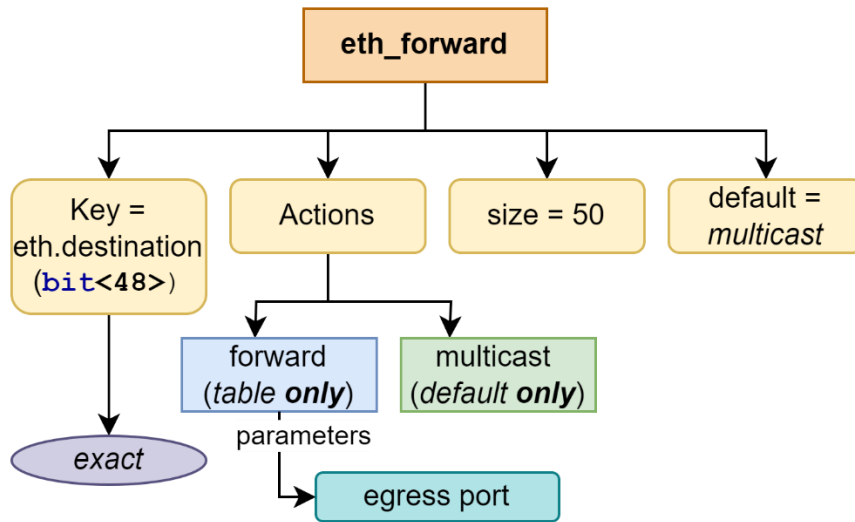 eth_forward
Key =
eth.destination
(bit<48>)
Actions
size = 50
default =
multicast
forward
(table only)
multicast
(default only)
parameters
exact
egress port